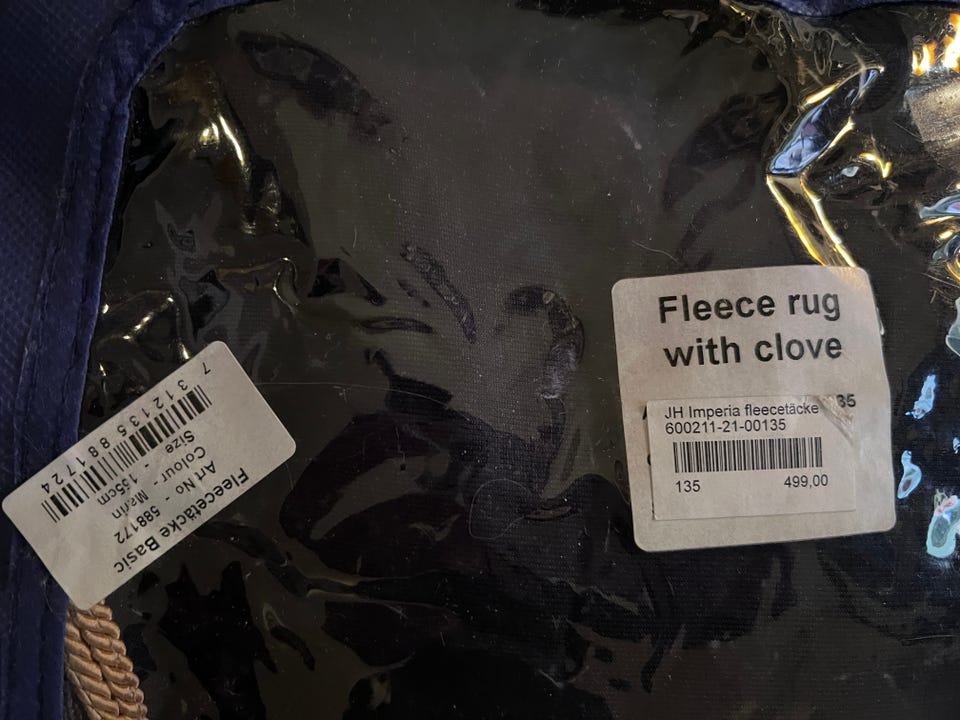 Fleecetäcke Basic
Art No - 588172
Colour - Marin
Size - 135cm
7 312135 881724
Fleece rug
with clove
35
JH Imperia fleecetäcke
600211-21-00135
135 499,00